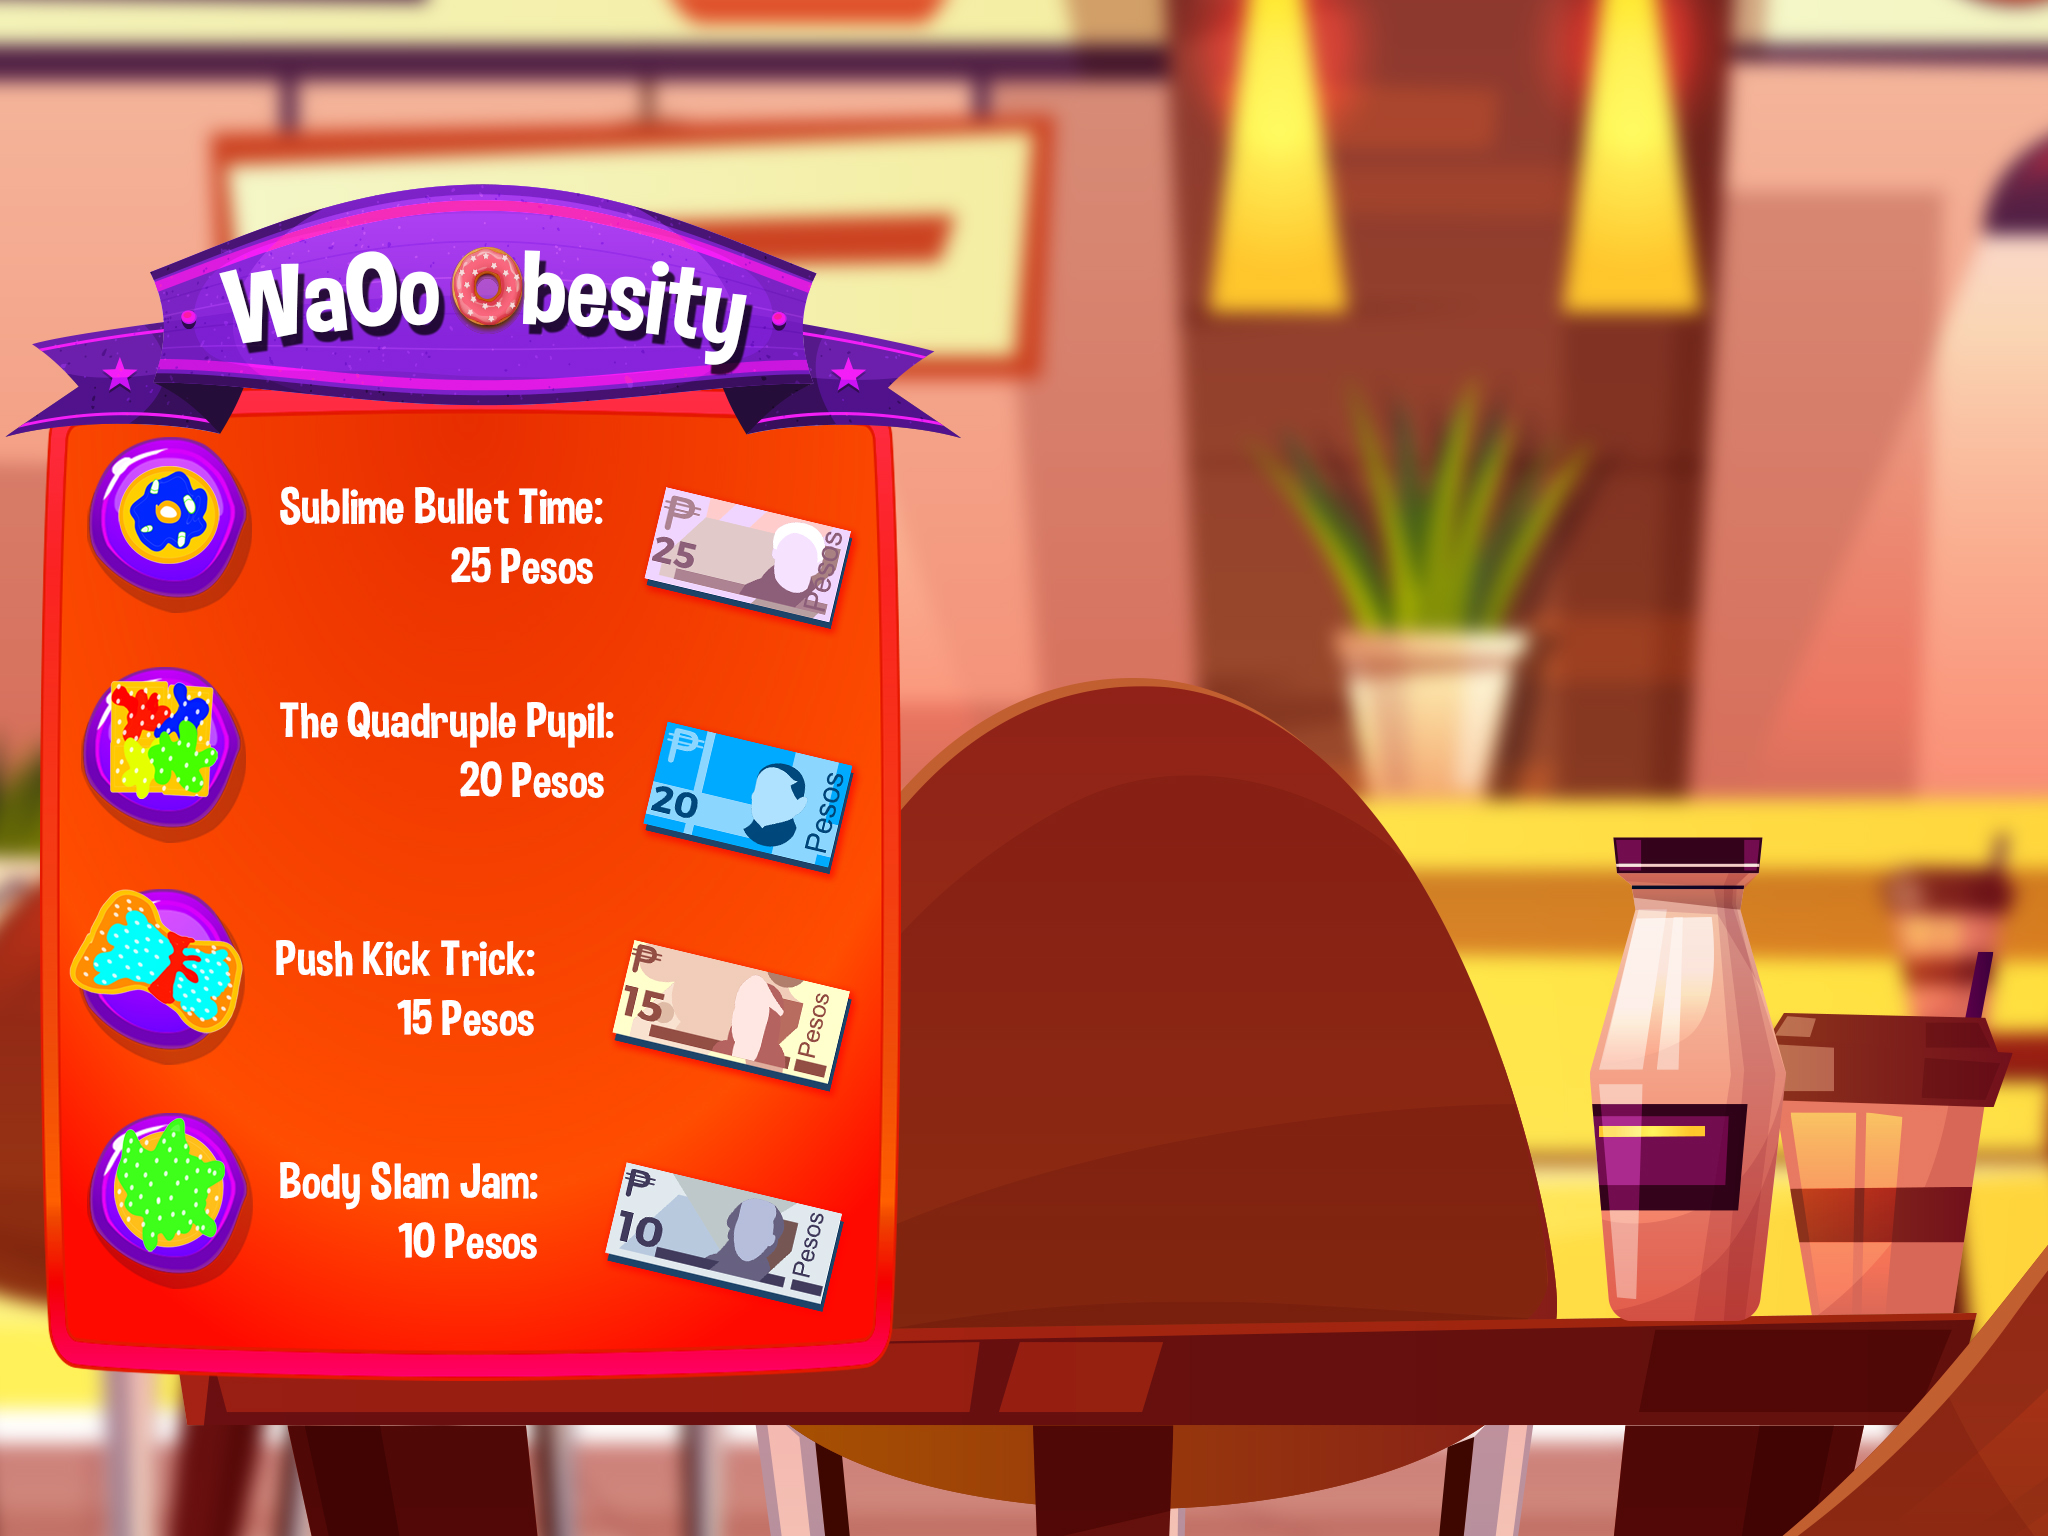 WaOo Obesity
Sublime Bullet Time:
25 Pesos
₱
25
Pesos
The Quadruple Pupil:
20 Pesos
₱
20
Pesos
Push Kick Trick:
15 Pesos
₱
15
Pesos
Body Slam Jam:
10 Pesos
₱
10
Pesos